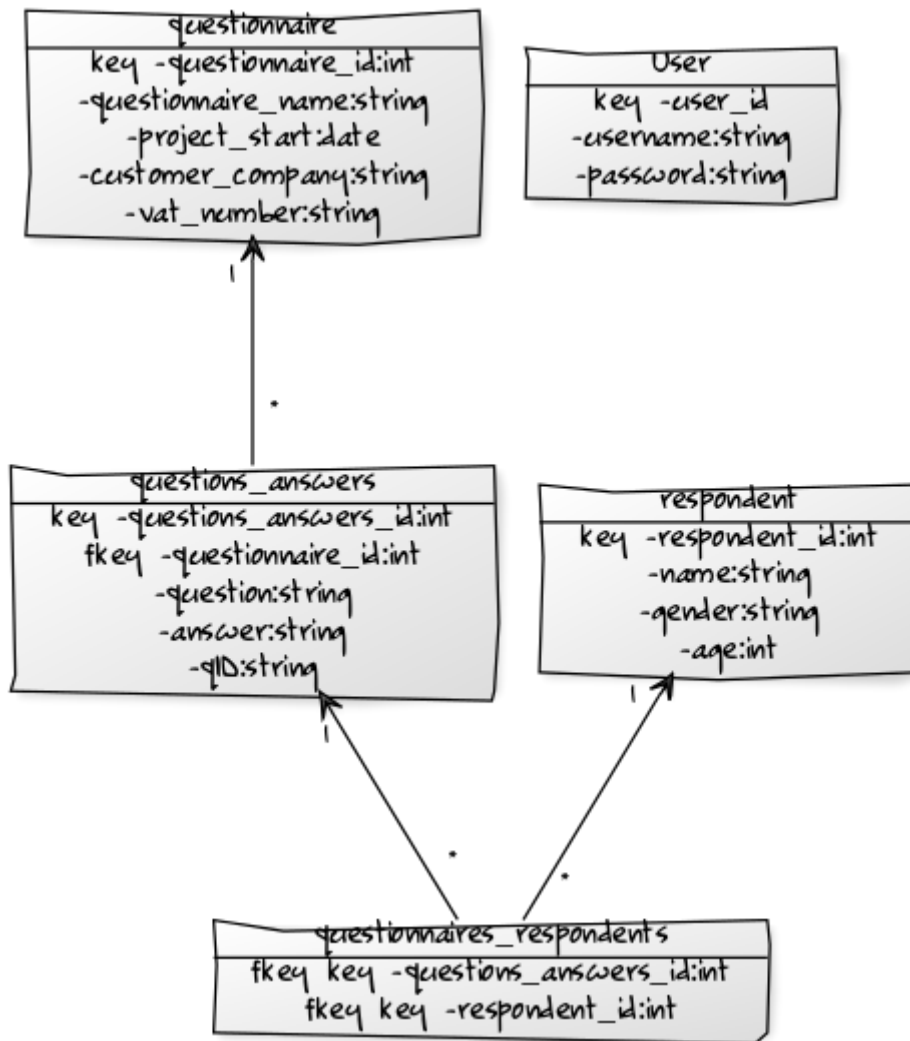 questionnaire
key -questionnaire_id:int
-questionnaire_name:string
-project_start:date
-customer_company:string
-vat_number:string
User
key -user_id
-username:string
-password:string
1
*
questions_answers
key -questions_answers_id:int
fkey -questionnaire_id:int
-question:string
-answer:string
-qID:string
respondent
key -respondent_id:int
-name:string
-gender:string
-age:int
1
1
*
*
questionnaires_respondents
fkey key -questions_answers_id:int
fkey key -respondent_id:int